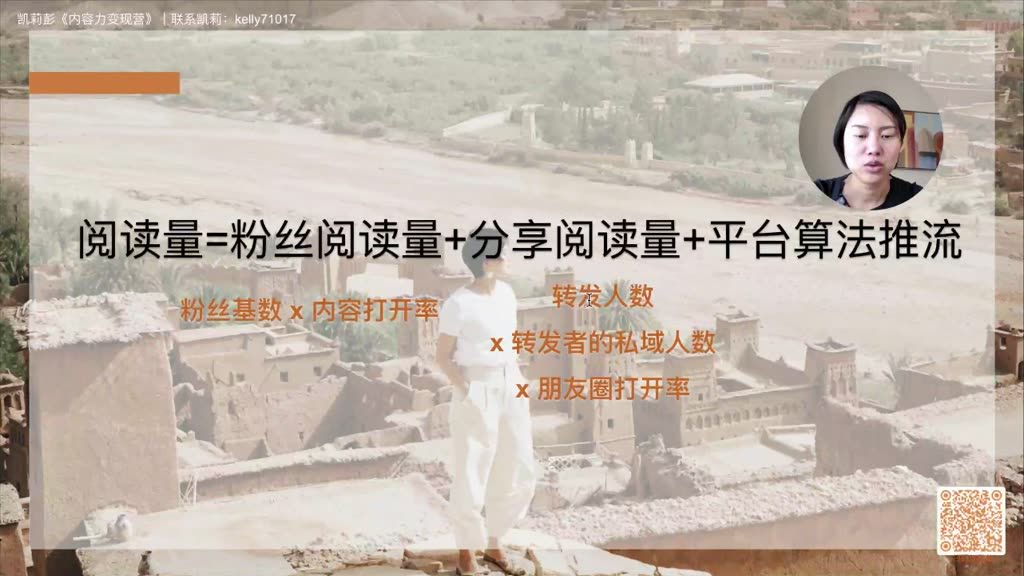 凯莉彭《内容力变现营》｜联系凯莉：kelly71017
阅读量=粉丝阅读量+分享阅读量+平台算法推流
粉丝基数 x 内容打开率
转发人数
x 转发者的私域人数
x 朋友圈打开率